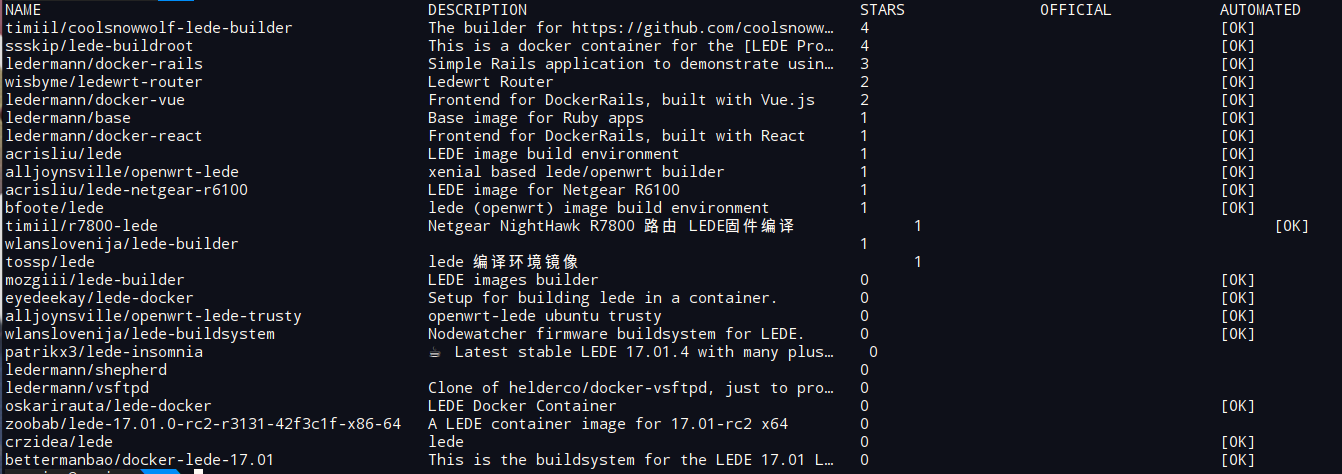 NAME DESCRIPTION STARS OFFICIAL AUTOMATED
timiil/coolsnowwolf-lede-builder The builder for https://github.com/coolsnoww… 4 [OK]
ssskip/lede-buildroot This is a docker container for the [LEDE Pro… 4 [OK]
ledermann/docker-rails Simple Rails application to demonstrate usin… 3 [OK]
wisbyme/ledewrt-router Ledewrt Router 2 [OK]
ledermann/docker-vue Frontend for DockerRails, built with Vue.js 2 [OK]
ledermann/base Base image for Ruby apps 1 [OK]
ledermann/docker-react Frontend for DockerRails, built with React 1 [OK]
acrisliu/lede LEDE image build environment 1 [OK]
alljoynsville/openwrt-lede xenial based lede/openwrt builder 1 [OK]
acrisliu/lede-netgear-r6100 LEDE image for Netgear R6100 1 [OK]
bfoote/lede lede (openwrt) image build environment 1 [OK]
timiil/r7800-lede Netgear NightHawk R7800 路由 LEDE固件编译 1 [OK]
wlanslovenija/lede-builder 1
tossp/lede lede 编译环境镜像 1
mozgiii/lede-builder LEDE images builder 0 [OK]
eyedeekay/lede-docker Setup for building lede in a container. 0 [OK]
alljoynsville/openwrt-lede-trusty openwrt-lede ubuntu trusty 0 [OK]
wlanslovenija/lede-buildsystem Nodewatcher firmware buildsystem for LEDE. 0 [OK]
patrikx3/lede-insomnia ☕ Latest stable LEDE 17.01.4 with many plus… 0
ledermann/shepherd 0
ledermann/vsftpd Clone of helderco/docker-vsftpd, just to pro… 0
oskarirauta/lede-docker LEDE Docker Container 0 [OK]
zoobab/lede-17.01.0-rc2-r3131-42f3c1f-x86-64 A LEDE container image for 17.01-rc2 x64 0
crzidea/lede lede 0 [OK]
bettermanbao/docker-lede-17.01 This is the buildsystem for the LEDE 17.01 L… 0 [OK]